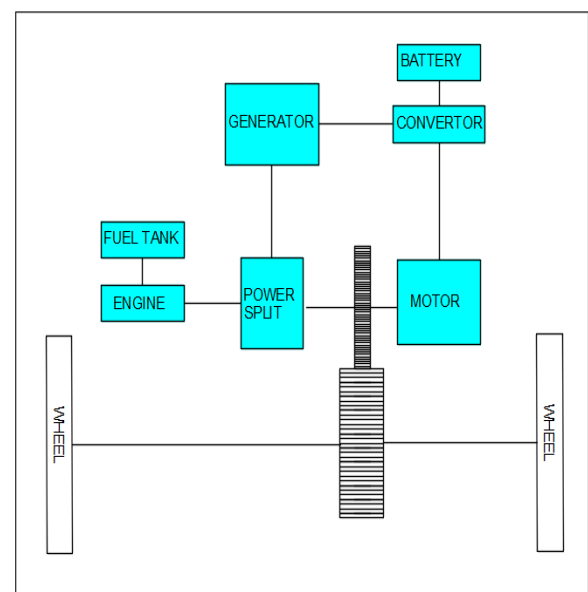 BATTERY
GENERATOR
CONVERTOR
FUEL TANK
ENGINE
POWER
SPLIT
MOTOR
WHEEL
WHEEL